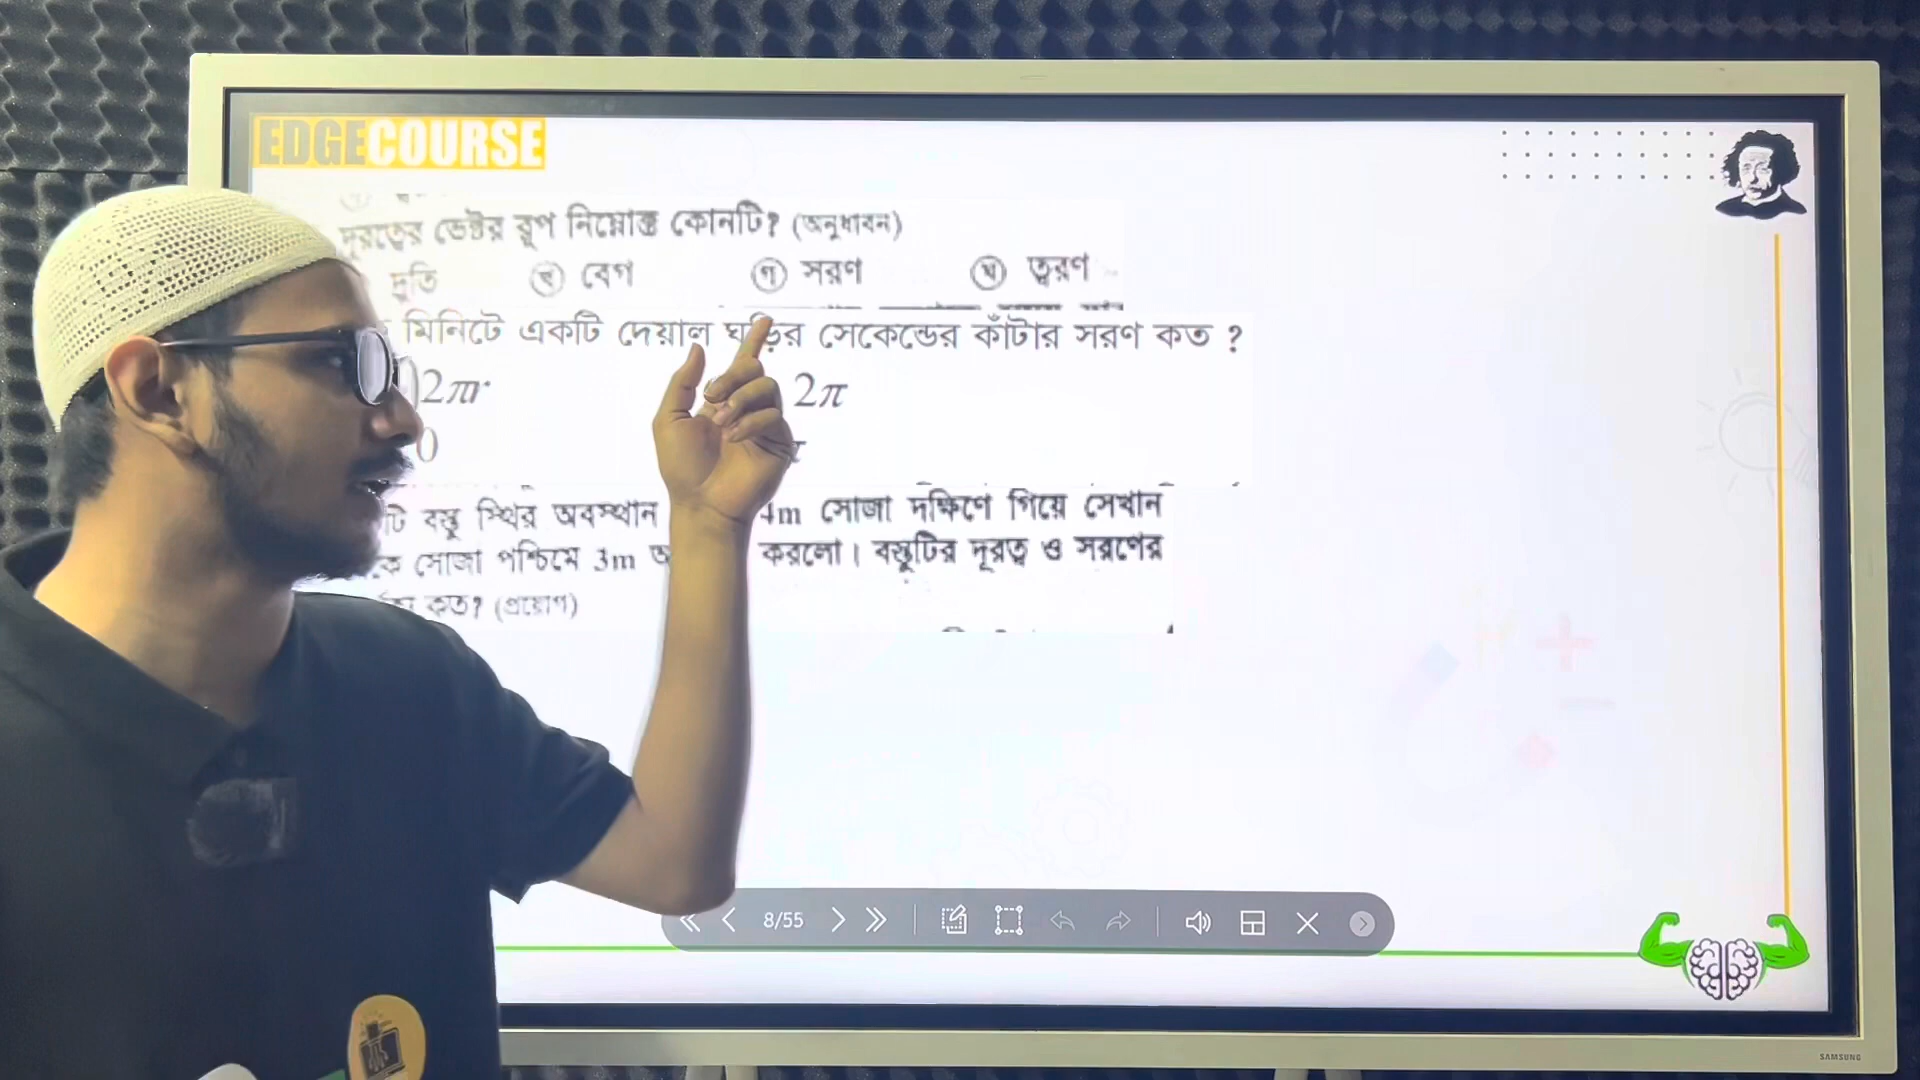 EDGECOURSE
দূরত্বের ভেক্টর রূপ নিম্নোক্ত কোনটি? (অনুধাবন)
দ্রুতি ㉡ বেগ গ সরণ ঘ ত্বরণ
মিনিটে একটি দেয়াল ঘড়ির সেকেন্ডের কাঁটার সরণ কত ?
)2πr 2π
0
টি বস্তু স্থির অবস্থান 4m সোজা দক্ষিণে গিয়ে সেখান
কে সোজা পশ্চিমে 3m করলো। বস্তুটির দূরত্ব ও সরণের
কত? (প্রয়োগ)
8/55
SAMSUNG